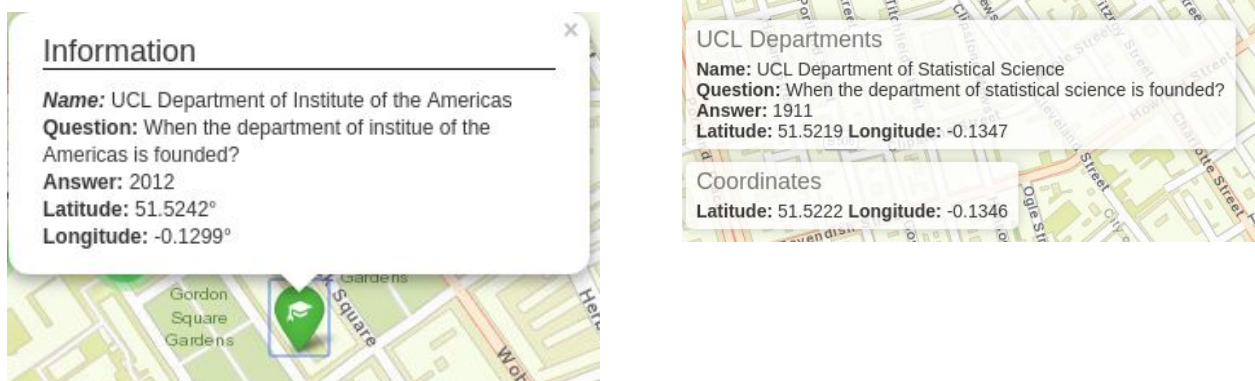 Information
×
Name: UCL Department of Institute of the Americas
Question: When the department of institue of the
Americas is founded?
Answer: 2012
Latitude: 51.5242°
Longitude: -0.1299°
Gardens
Gordon
Square
Gardens
Square
UCL Departments
Name: UCL Department of Statistical Science
Question: When the department of statistical science is founded?
Answer: 1911
Latitude: 51.5219 Longitude: -0.1347
Coordinates
Latitude: 51.5222 Longitude: -0.1346
Cleveland Street
Charlotte Street